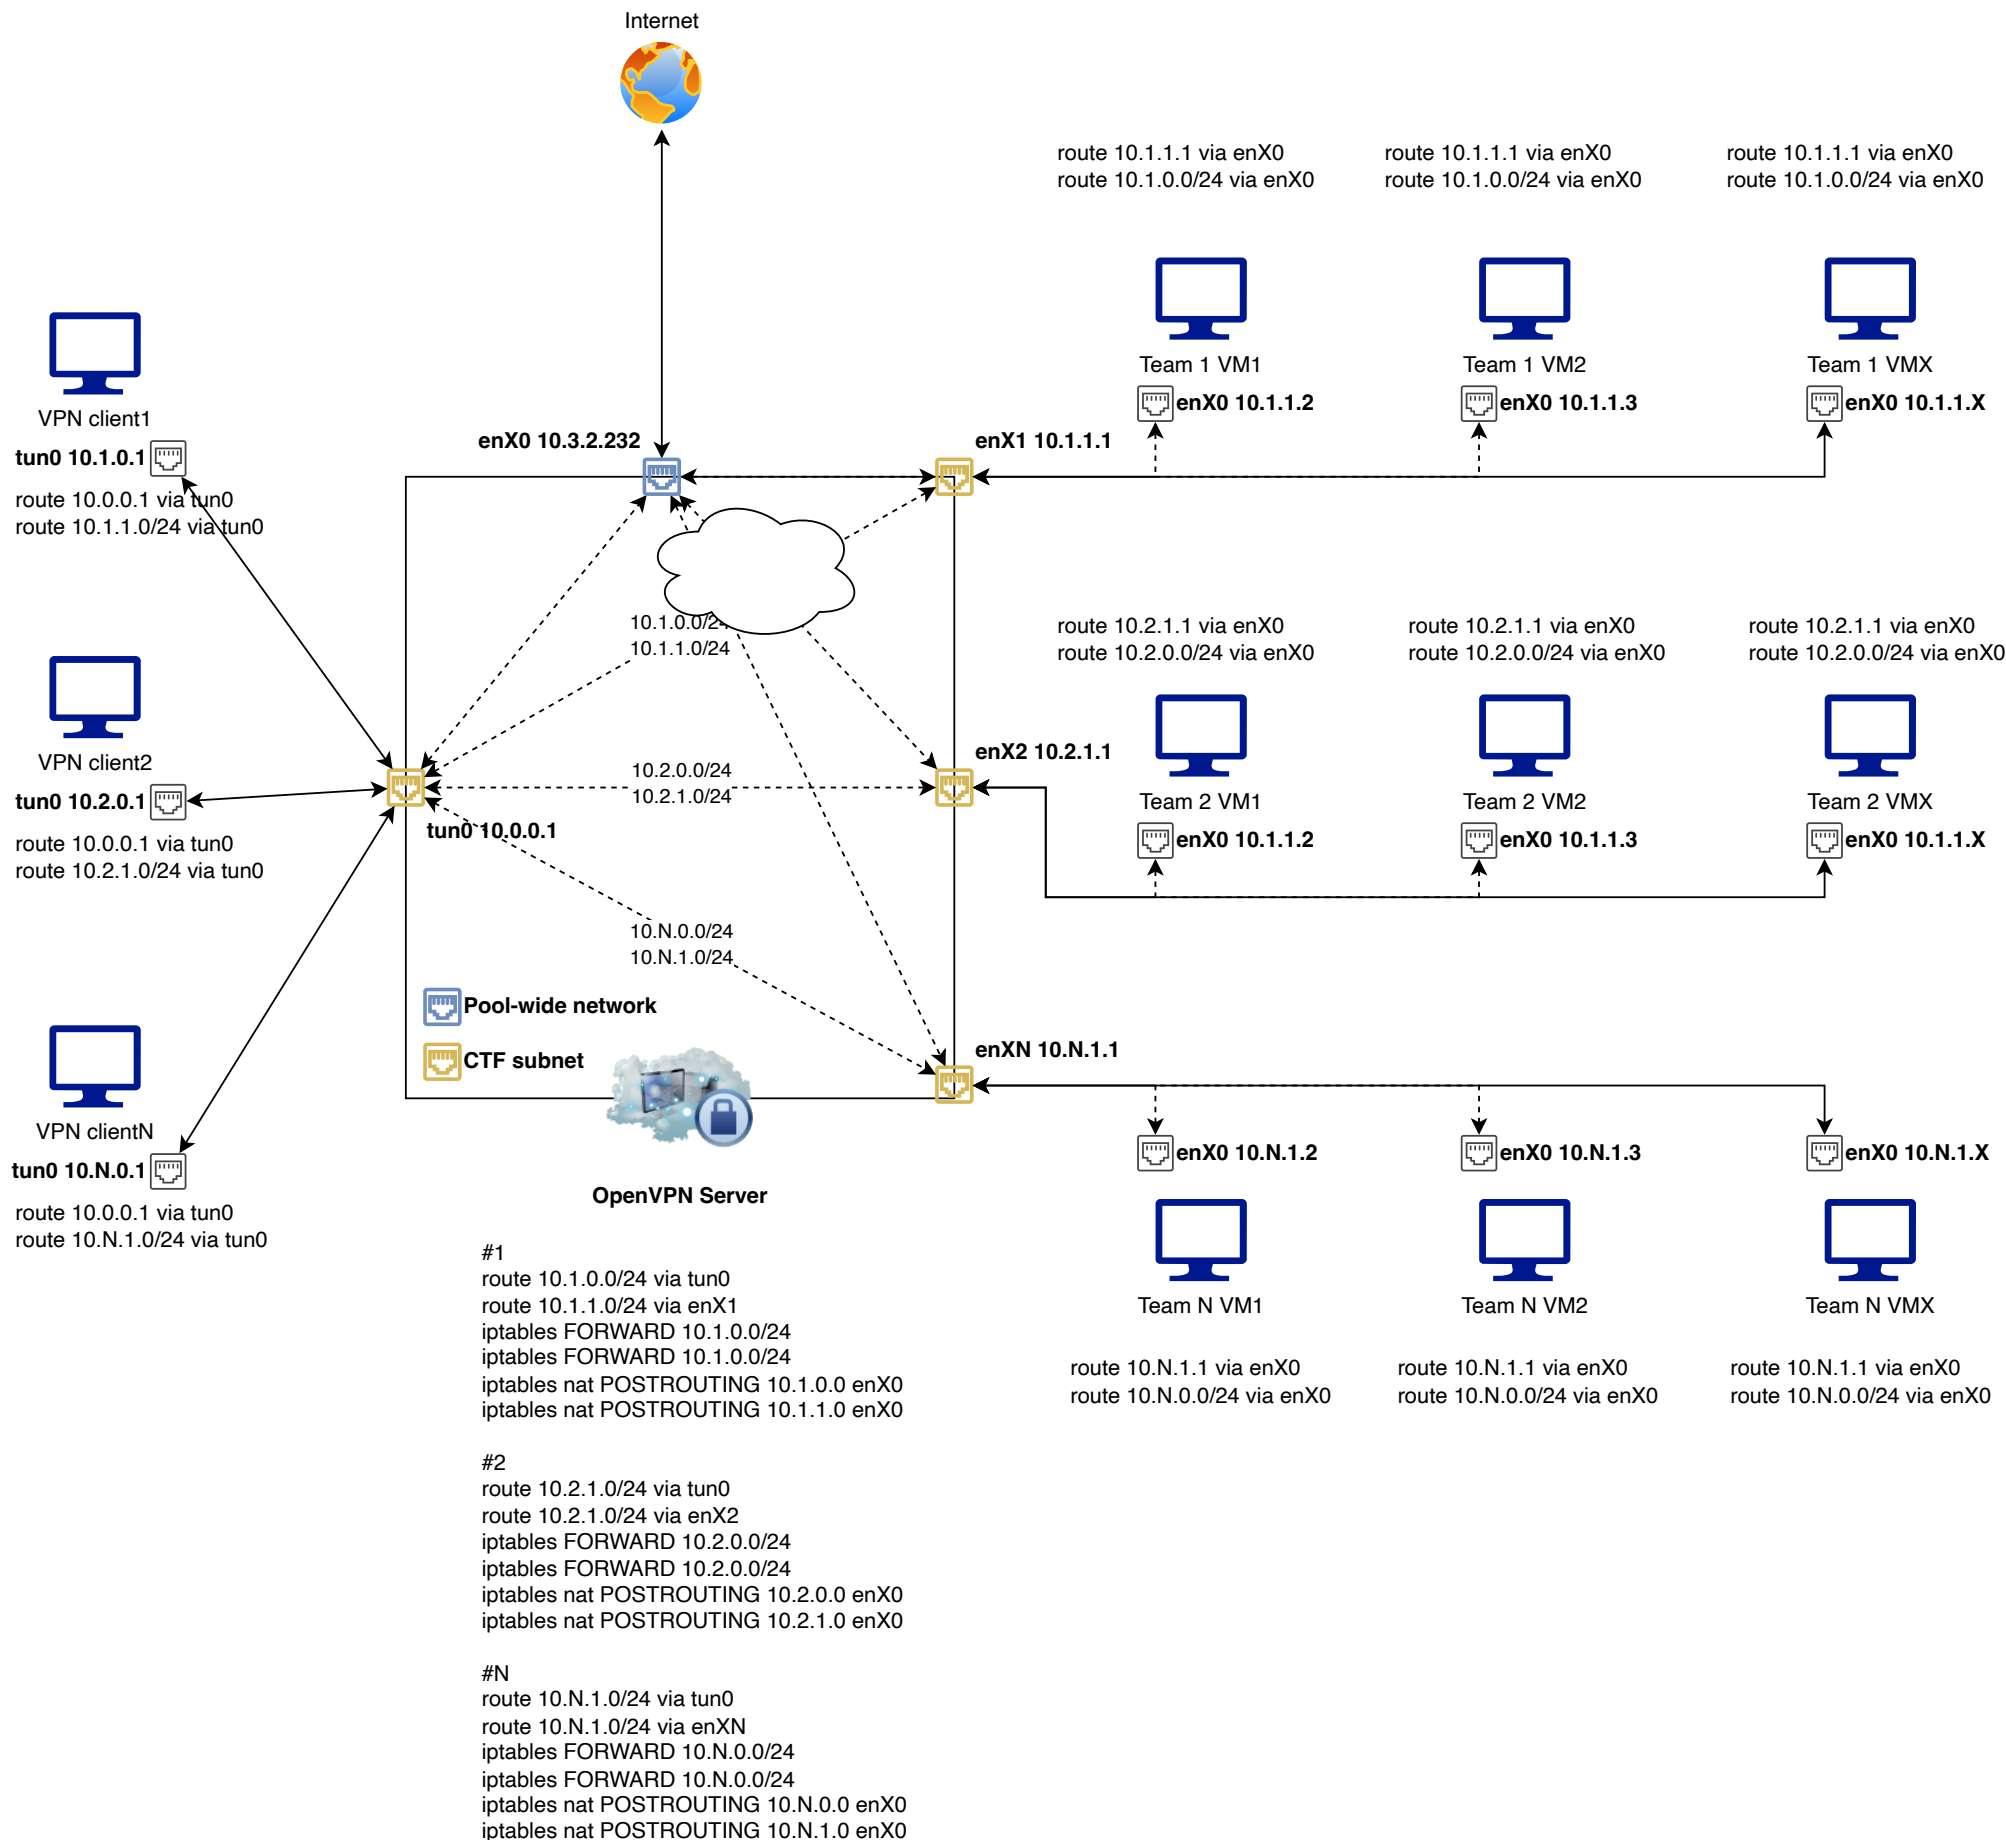 Internet
route 10.1.1.1 via enX0
route 10.1.0.0/24 via enX0
route 10.1.1.1 via enX0
route 10.1.0.0/24 via enX0
route 10.1.1.1 via enX0
route 10.1.0.0/24 via enX0
Team 1 VM1
enX0 10.1.1.2
Team 1 VM2
enX0 10.1.1.3
Team 1 VMX
enX0 10.1.1.X
VPN client1
tun0 10.1.0.1
route 10.0.0.1 via tun0
route 10.1.1.0/24 via tun0
enX0 10.3.2.232
enX1 10.1.1.1
10.1.0.0/24
10.1.1.0/24
route 10.2.1.1 via enX0
route 10.2.0.0/24 via enX0
route 10.2.1.1 via enX0
route 10.2.0.0/24 via enX0
route 10.2.1.1 via enX0
route 10.2.0.0/24 via enX0
VPN client2
tun0 10.2.0.1
route 10.0.0.1 via tun0
route 10.2.1.0/24 via tun0
10.2.0.0/24
10.2.1.0/24
enX2 10.2.1.1
tun0 10.0.0.1
Team 2 VM1
enX0 10.1.1.2
Team 2 VM2
enX0 10.1.1.3
Team 2 VMX
enX0 10.1.1.X
10.N.0.0/24
10.N.1.0/24
Pool-wide network
CTF subnet
enXN 10.N.1.1
VPN clientN
tun0 10.N.0.1
route 10.0.0.1 via tun0
route 10.N.1.0/24 via tun0
OpenVPN Server
enX0 10.N.1.2
Team N VM1
enX0 10.N.1.3
Team N VM2
enX0 10.N.1.X
Team N VMX
route 10.N.1.1 via enX0
route 10.N.0.0/24 via enX0
route 10.N.1.1 via enX0
route 10.N.0.0/24 via enX0
route 10.N.1.1 via enX0
route 10.N.0.0/24 via enX0
#1
route 10.1.0.0/24 via tun0
route 10.1.1.0/24 via enX1
iptables FORWARD 10.1.0.0/24
iptables FORWARD 10.1.0.0/24
iptables nat POSTROUTING 10.1.0.0 enX0
iptables nat POSTROUTING 10.1.1.0 enX0
#2
route 10.2.1.0/24 via tun0
route 10.2.1.0/24 via enX2
iptables FORWARD 10.2.0.0/24
iptables FORWARD 10.2.0.0/24
iptables nat POSTROUTING 10.2.0.0 enX0
iptables nat POSTROUTING 10.2.1.0 enX0
#N
route 10.N.1.0/24 via tun0
route 10.N.1.0/24 via enXN
iptables FORWARD 10.N.0.0/24
iptables FORWARD 10.N.0.0/24
iptables nat POSTROUTING 10.N.0.0 enX0
iptables nat POSTROUTING 10.N.1.0 enX0